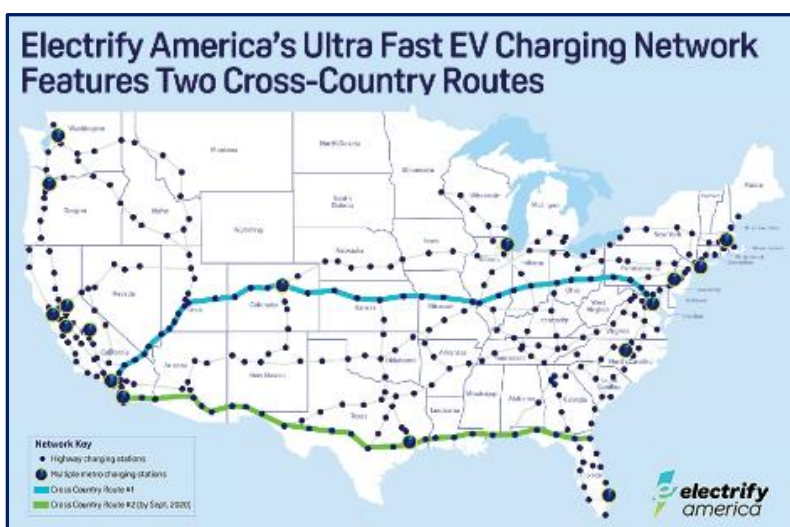 Electrify America's Ultra Fast EV Charging Network
Features Two Cross-Country Routes
Washington
Montana
North Dakota
Minnesota
Maine
Oregon
Idaho
South
Dakota
Wisconsin
Michigan
New York
Wyoming
Iowa
Nebraska
Pennsylvania
Nevada
Illinois
Indiana
Ohio
Colorado
Kansas
Missouri
West
Virginia
Virginia
Kentucky
California
Arizona
New Mexico
Oklahoma
Arkansas
Tennessee
North Carolina
South
Carolina
Mississippi
Alabama
Georgia
Texas
Louisiana
Network Key
Highway charging stations
Multiple metro charging stations
Cross Country Route #1
Cross Country Route #2 (by Sept, 2020)
electrify
america